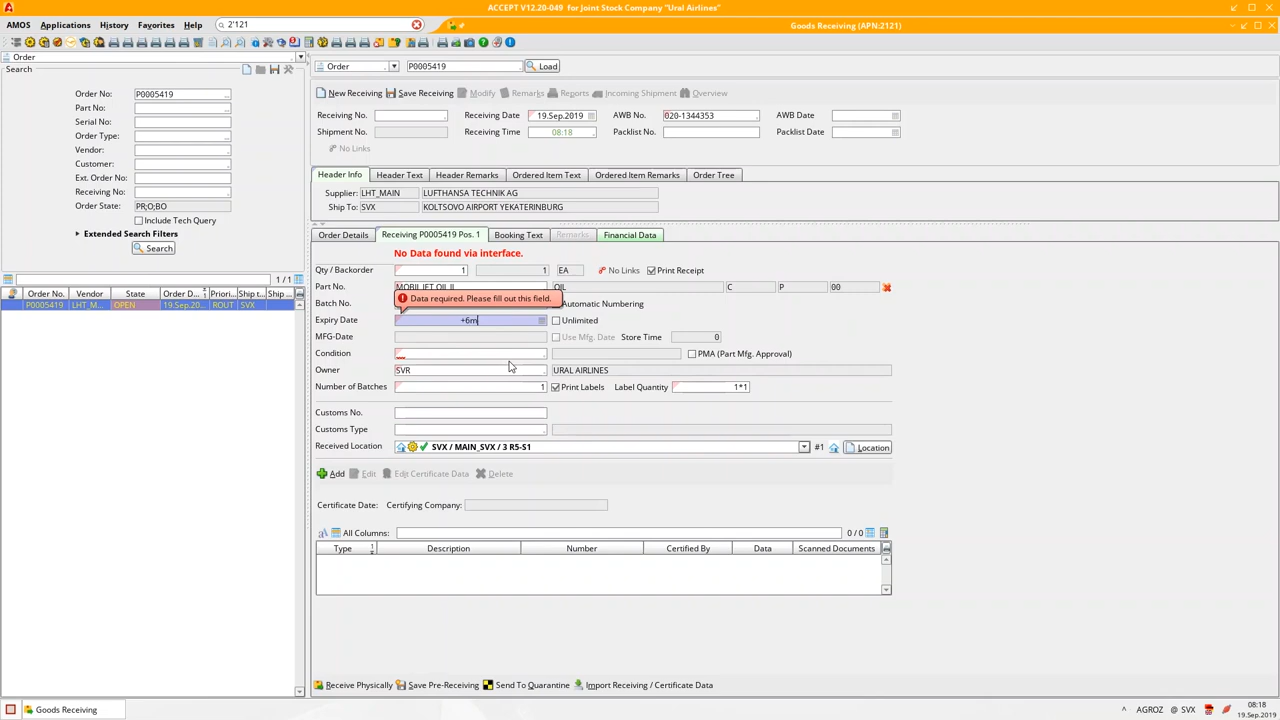 ACCEPT V12.20-049 for Joint Stock Company "Ural Airlines"
AMOS Applications History Favorites Help 2'121
Goods Receiving (APN:2121)
Order
Order P0005419 Load
Search
New Receiving Save Receiving Modify Remarks Reports Incoming Shipment Overview
Order No: P0005419
Part No:
Serial No:
Order Type:
Vendor:
Customer:
Ext. Order No:
Receiving No:
Order State: PR;O;BO
Include Tech Query
Extended Search Filters
Search
1 / 1
Order No. Vendor State Order D... Priori... Ship t... Ship ...
P0005419 LHT_M... OPEN 19.Sep.20... ROUT SVX
Receiving No. Receiving Date 19.Sep.2019 AWB No. 020-1344353 AWB Date
Shipment No. Receiving Time 08:18 Packlist No. Packlist Date
No Links
Header Info Header Text Header Remarks Ordered Item Text Ordered Item Remarks Order Tree
Supplier: LHT_MAIN LUFTHANSA TECHNIK AG
Ship To: SVX KOLTSOVO AIRPORT YEKATERINBURG
Order Details Receiving P0005419 Pos. 1 Booking Text Remarks Financial Data
No Data found via interface.
Qty / Backorder 1 1 EA No Links Print Receipt
Part No. MOBIL JET OIL II OIL C P 00
Data required. Please fill out this field.
Batch No. Automatic Numbering
Expiry Date +6m Unlimited
MFG-Date Use Mfg. Date Store Time 0
Condition PMA (Part Mfg. Approval)
Owner SVR URAL AIRLINES
Number of Batches 1 Print Labels Label Quantity 1*1
Customs No.
Customs Type
Received Location SVX / MAIN_SVX / 3 R5-S1 #1 Location
Add Edit Edit Certificate Data Delete
Certificate Date: Certifying Company:
All Columns: 0 / 0
Type Description Number Certified By Data Scanned Documents
Receive Physically Save Pre-Receiving Send To Quarantine Import Receiving / Certificate Data
Goods Receiving
AGROZ @ SVX
08:18
19.Sep.2019